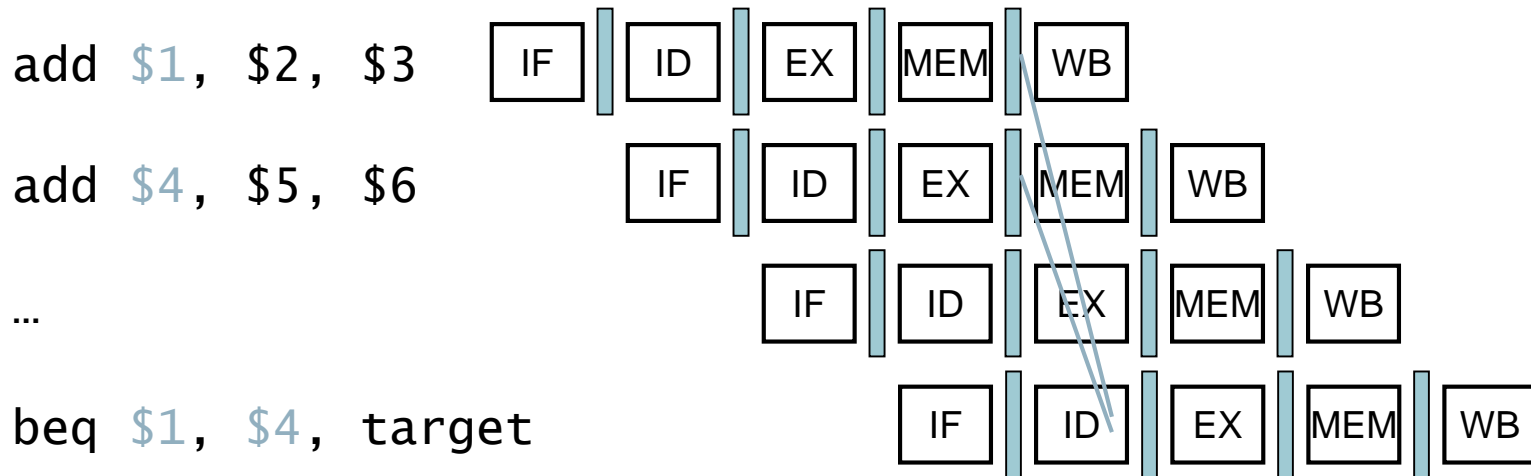 add $1, $2, $3 IF ID EX MEM WB
add $4, $5, $6 IF ID EX MEM WB
… IF ID EX MEM WB
beq $1, $4, target IF ID EX MEM WB